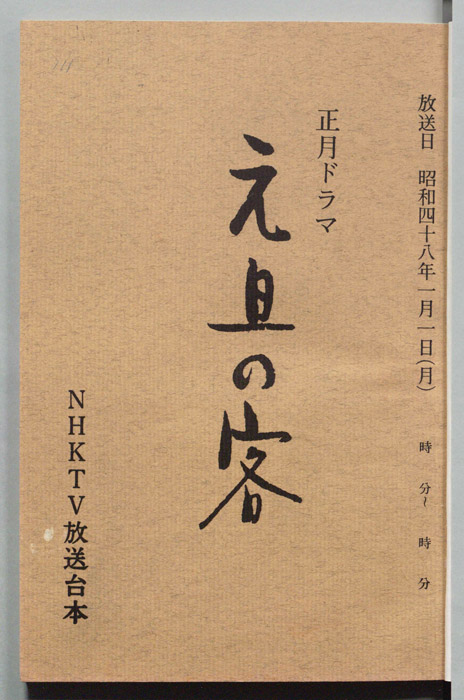 放送日 昭和四十八年一月一日(月) 時 分~ 時 分
正月ドラマ
元旦の客
NHKTV放送台本